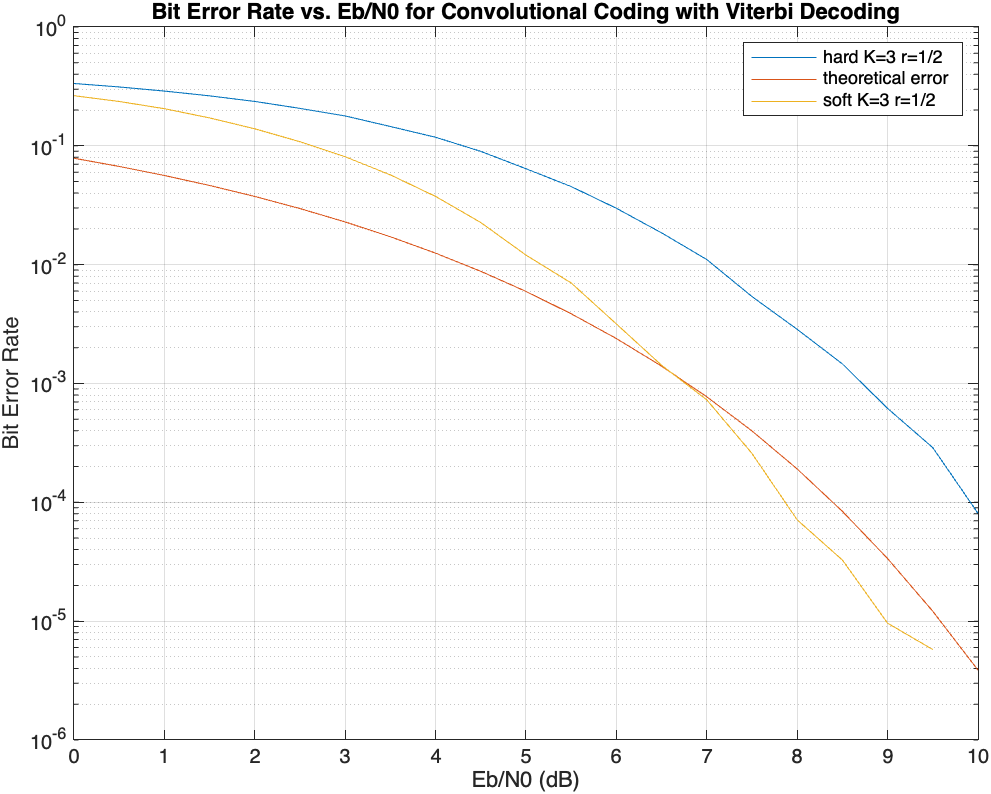 Bit Error Rate vs. Eb/N0 for Convolutional Coding with Viterbi Decoding
hard K=3 r=1/2
theoretical error
soft K=3 r=1/2
10^0
10^-1
10^-2
10^-3
10^-4
10^-5
10^-6
Bit Error Rate
0 1 2 3 4 5 6 7 8 9 10
Eb/N0 (dB)